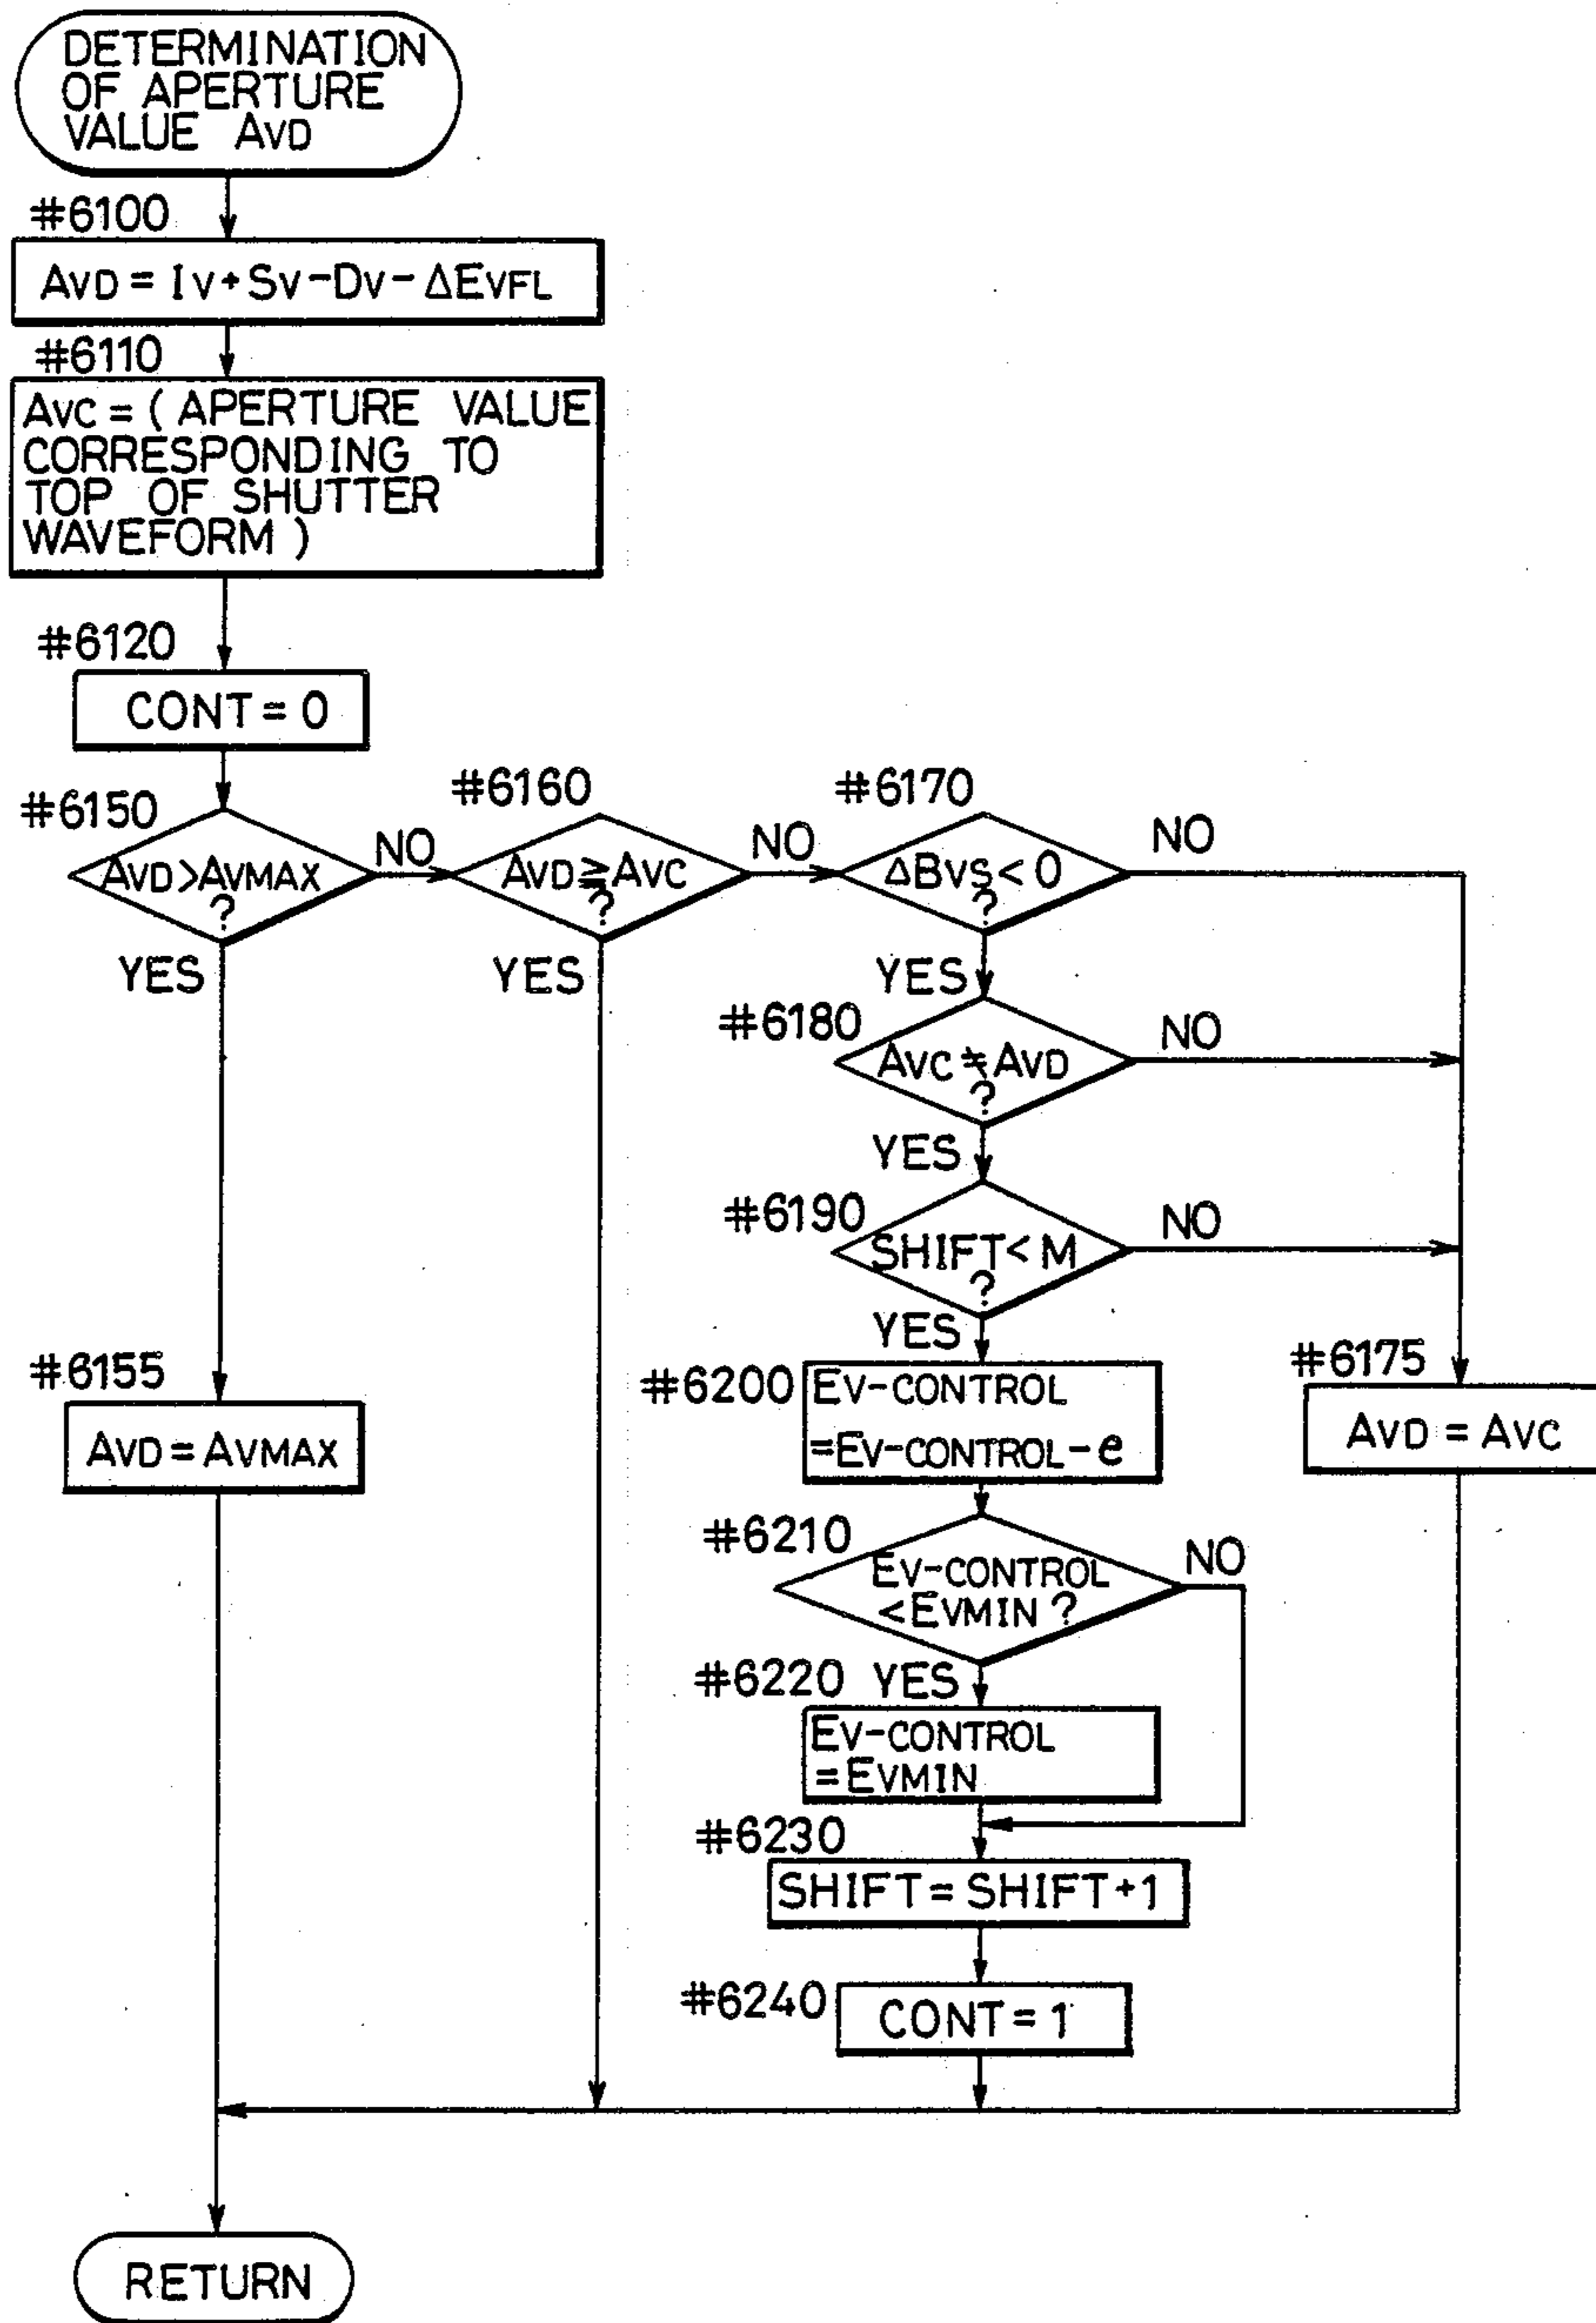 DETERMINATION
OF APERTURE
VALUE AVD
#6100
AVD = IV+SV-DV-ΔEVFL
#6110
AVC = ( APERTURE VALUE
CORRESPONDING TO
TOP OF SHUTTER
WAVEFORM )
#6120
CONT = 0
#6150
AVD>AVMAX
?
NO
YES
#6160
AVD≧AVC
?
NO
YES
#6170
ΔBVS<0
?
NO
YES
#6180
AVC≒AVD
?
NO
YES
#6190
SHIFT<M
?
NO
YES
#6155
AVD = AVMAX
#6200
EV-CONTROL
=EV-CONTROL-e
#6175
AVD = AVC
#6210
EV-CONTROL
<EVMIN ?
NO
YES
#6220
EV-CONTROL
=EVMIN
#6230
SHIFT = SHIFT+1
#6240
CONT = 1
RETURN